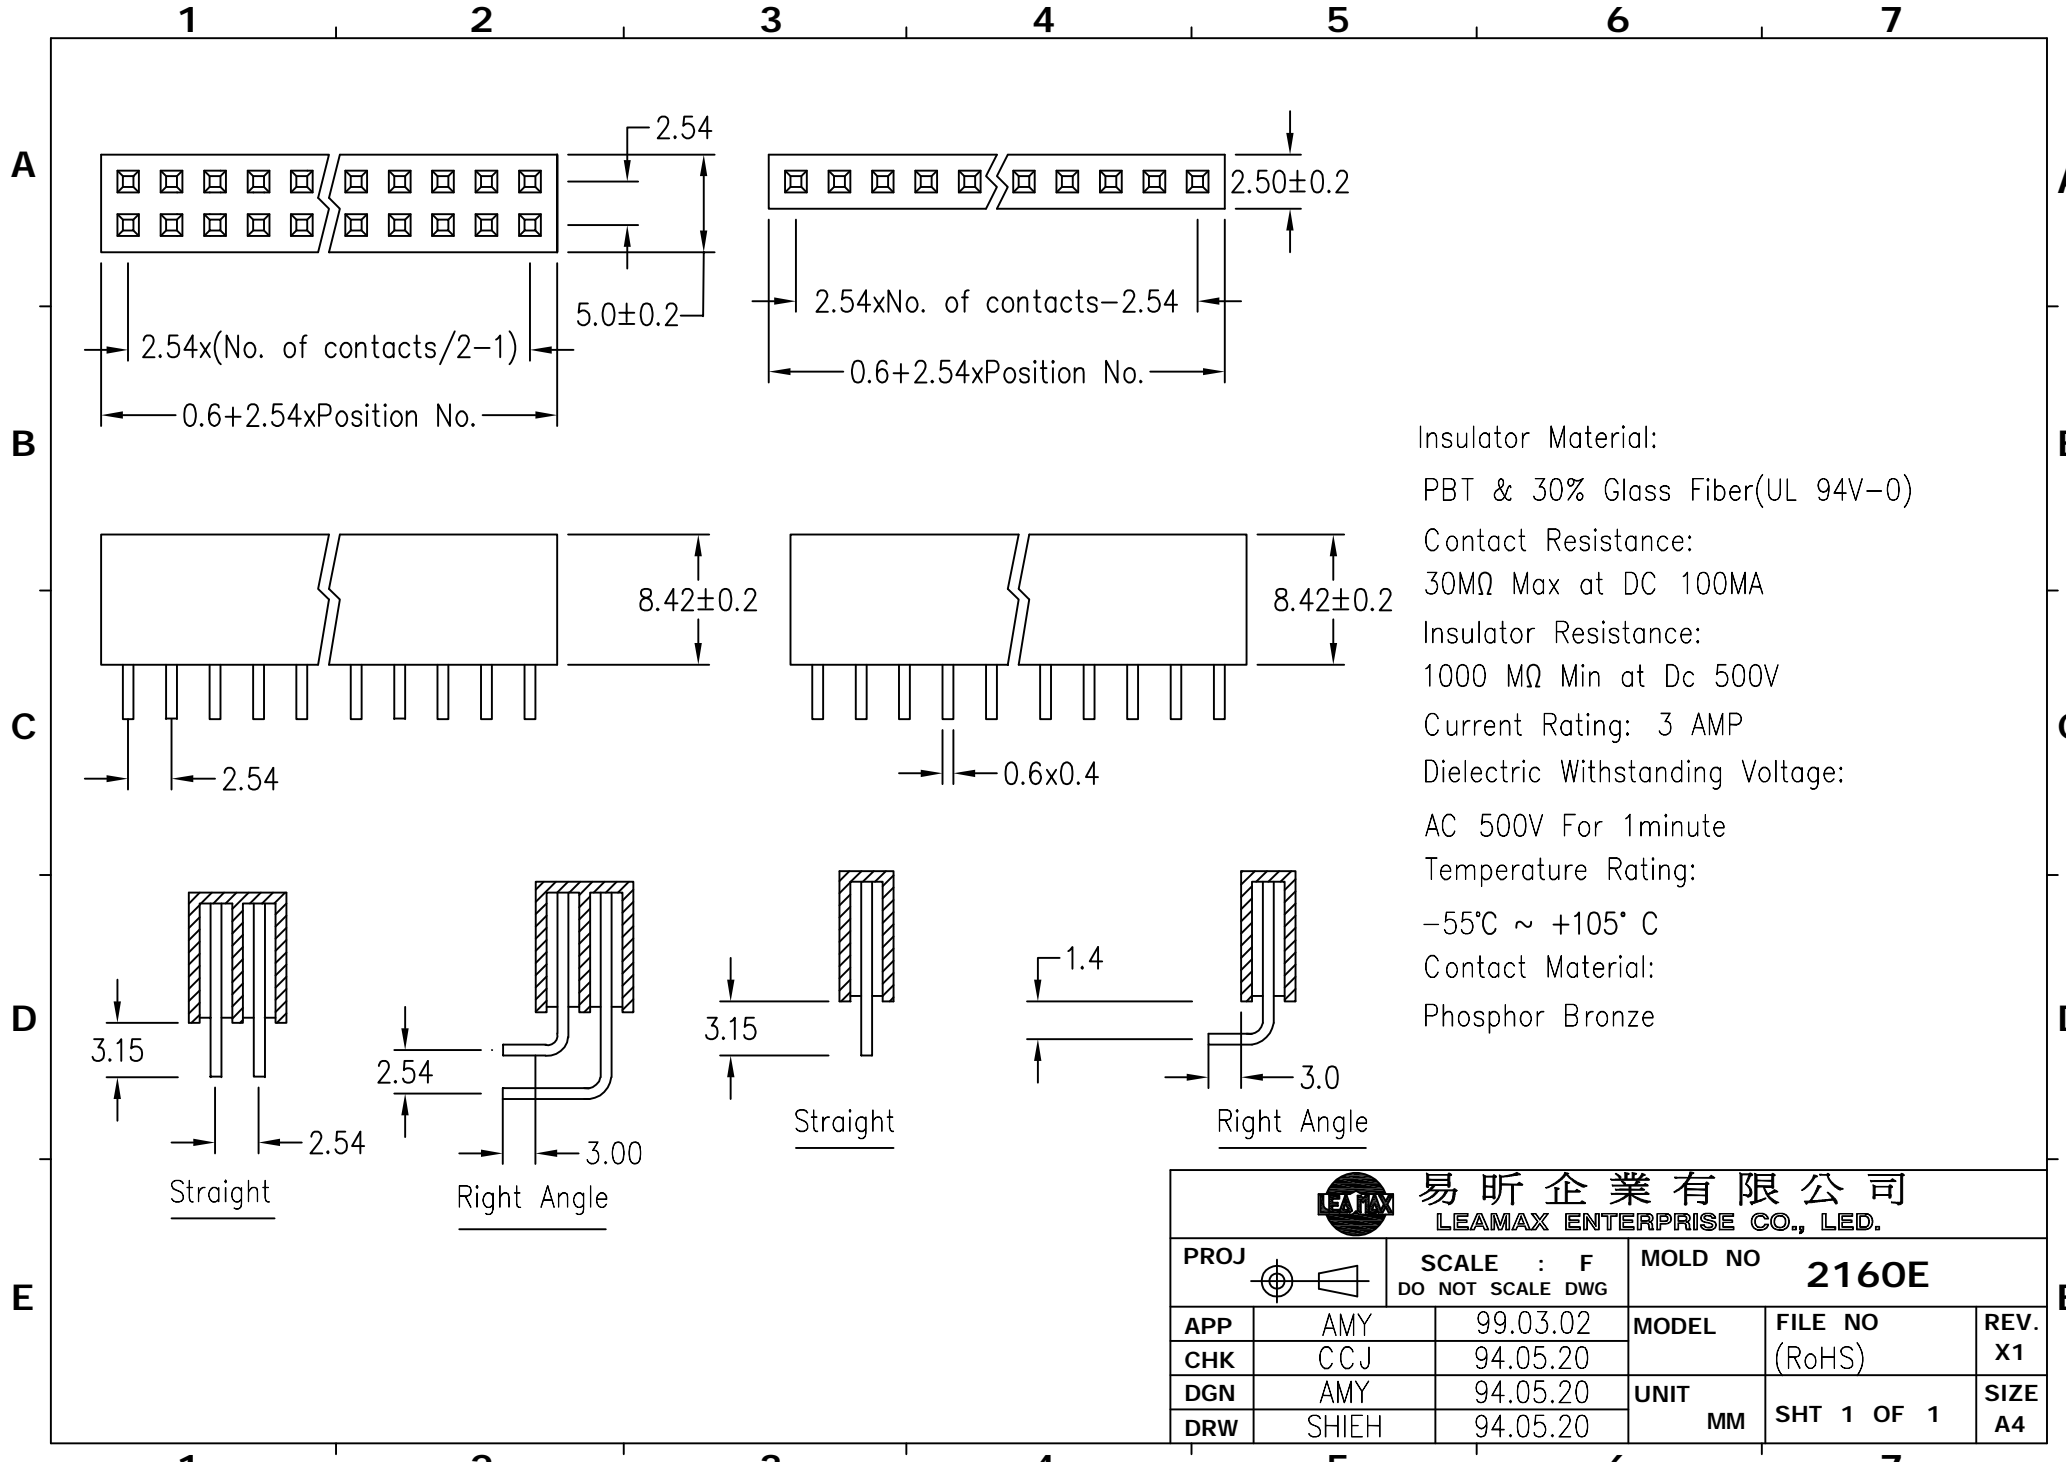 1 2 3 4 5 6 7
A
2.54
5.0±0.2
2.54x(No. of contacts/2-1)
0.6+2.54xPosition No.
2.50±0.2
2.54xNo. of contacts-2.54
0.6+2.54xPosition No.
B
8.42±0.2
2.54
8.42±0.2
0.6x0.4
C
Insulator Material:
PBT & 30% Glass Fiber(UL 94V-0)
Contact Resistance:
30MΩ Max at DC 100MA
Insulator Resistance:
1000 MΩ Min at Dc 500V
Current Rating: 3 AMP
Dielectric Withstanding Voltage:
AC 500V For 1minute
Temperature Rating:
-55°C ~ +105° C
Contact Material:
Phosphor Bronze
D
3.15
2.54
Straight
2.54
3.00
Right Angle
3.15
Straight
1.4
3.0
Right Angle
E
LEAMAX
易昕企業有限公司
LEAMAX ENTERPRISE CO., LED.
PROJ
SCALE : F
DO NOT SCALE DWG
MOLD NO 2160E
APP AMY 99.03.02
CHK CCJ 94.05.20
DGN AMY 94.05.20
DRW SHIEH 94.05.20
MODEL
FILE NO
(RoHS)
REV.
X1
UNIT
MM
SHT 1 OF 1
SIZE
A4